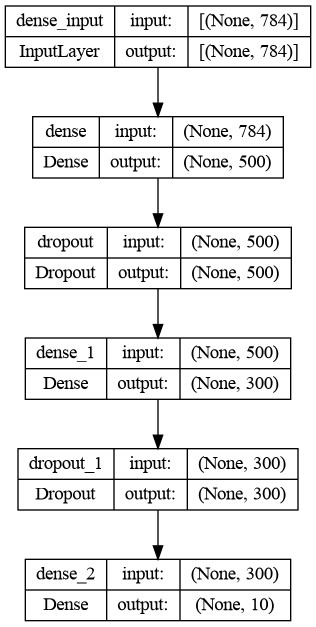 dense_input input: [(None, 784)]
InputLayer output: [(None, 784)]
dense input: (None, 784)
Dense output: (None, 500)
dropout input: (None, 500)
Dropout output: (None, 500)
dense_1 input: (None, 500)
Dense output: (None, 300)
dropout_1 input: (None, 300)
Dropout output: (None, 300)
dense_2 input: (None, 300)
Dense output: (None, 10)